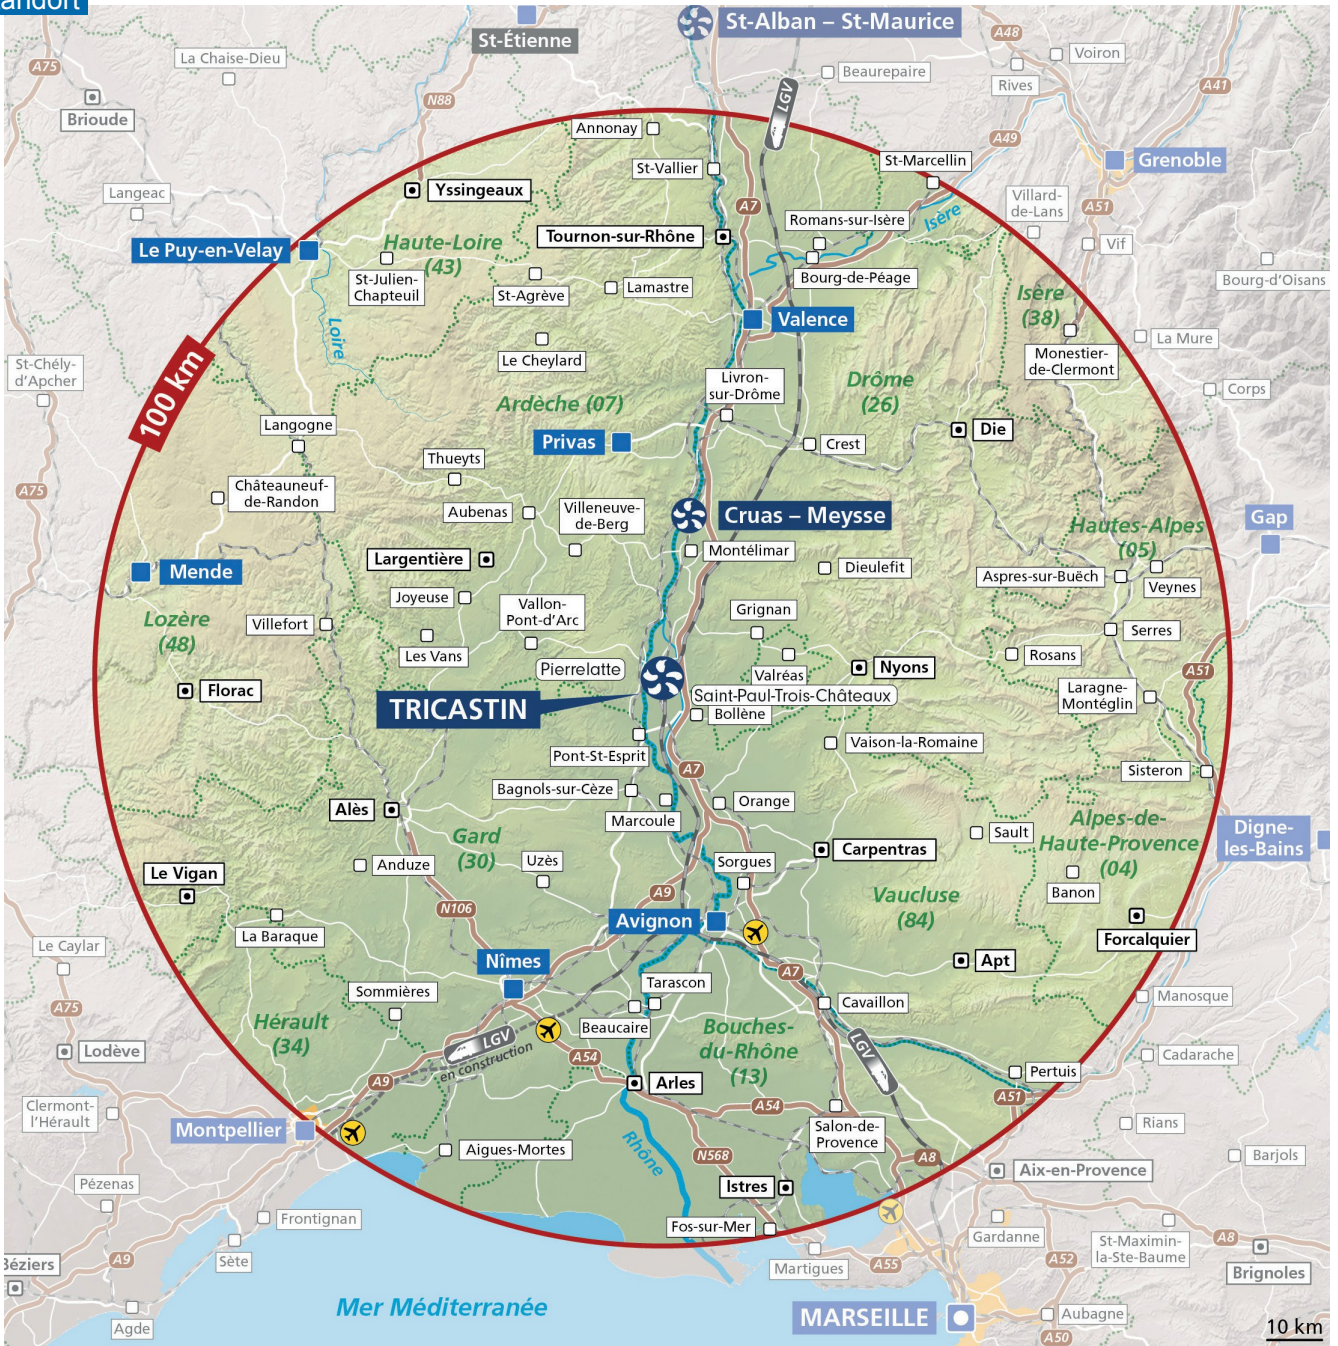 andort
St-Étienne
St-Alban – St-Maurice
A48
Voiron
La Chaise-Dieu
A75
Beaurepaire
Rives
A41
LGV
N88
Brioude
Annonay
A49
St-Marcellin
Grenoble
St-Vallier
Langeac
Yssingeaux
Villard-
de-Lans
A7
A51
Romans-sur-Isère
Isère
Tournon-sur-Rhône
Haute-Loire
(43)
Le Puy-en-Velay
Vif
Bourg-d’Oisans
St-Julien-
Chapteuil
St-Agrève
Lamastre
Bourg-de-Péage
Isère
(38)
Loire
Valence
La Mure
Le Cheylard
Monestier-
de-Clermont
St-Chély-
d’Apcher
100 km
Livron-
sur-Drôme
Drôme
(26)
Corps
Ardèche (07)
Langogne
Privas
Crest
Die
Thueyts
A75
Châteauneuf-
de-Randon
Aubenas
Villeneuve-
de-Berg
Cruas – Meysse
Gap
Hautes-Alpes
(05)
Montélimar
Largentière
Dieulefit
Mende
Aspres-sur-Buëch
Veynes
Joyeuse
Vallon-
Pont-d’Arc
Grignan
Lozère
(48)
Villefort
Serres
Les Vans
Rosans
Pierrelatte
Valréas
Nyons
A51
Florac
Saint-Paul-Trois-Châteaux
Laragne-
Montéglin
TRICASTIN
Bollène
Pont-St-Esprit
Vaison-la-Romaine
A7
Sisteron
Bagnols-sur-Cèze
Orange
Alès
Marcoule
Alpes-de-
Haute-Provence
(04)
Sault
Digne-
les-Bains
Gard
(30)
Carpentras
Anduze
Uzès
Sorgues
Le Vigan
Banon
Vaucluse
(84)
A9
N106
Avignon
La Baraque
Forcalquier
Le Caylar
Nîmes
Apt
A7
Sommières
Tarascon
Cavaillon
Manosque
A75
Beaucaire
Hérault
(34)
Bouches-
du-Rhône
(13)
LGV
en construction
LGV
Lodève
A54
Cadarache
Pertuis
A9
Arles
A51
Clermont-
l’Hérault
A54
Rians
Montpellier
Salon-de-
Provence
Rhône
Aigues-Mortes
N568
A8
Barjols
Aix-en-Provence
Pézenas
Istres
Frontignan
Fos-sur-Mer
Gardanne
St-Maximin-
la-Ste-Baume
A8
A9
Sète
Béziers
Martigues
A55
A52
Brignoles
Mer Méditerranée
MARSEILLE
Aubagne
Agde
A50
10 km